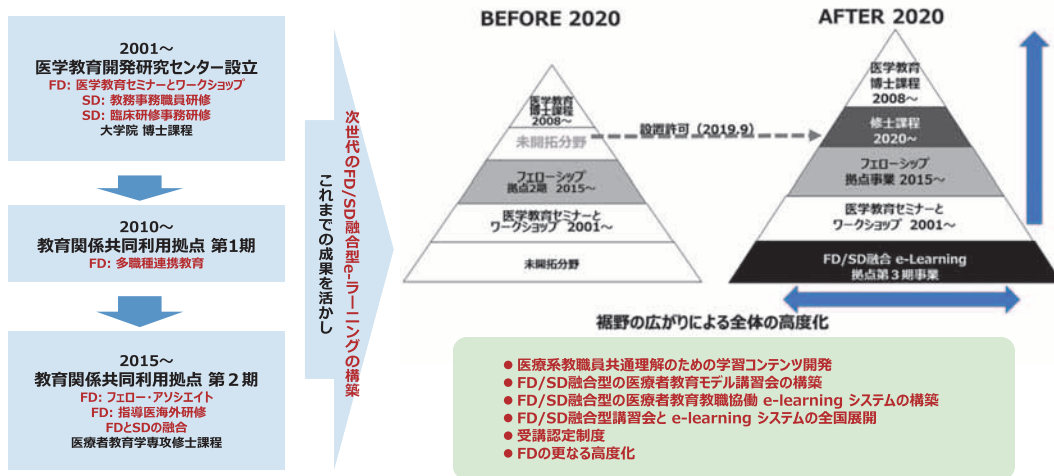 2001～
医学教育開発研究センター設立
FD: 医学教育セミナーとワークショップ
SD: 教務事務職員研修
SD: 臨床研修事務研修
大学院 博士課程
2010～
教育関係共同利用拠点 第1期
FD: 多職種連携教育
2015～
教育関係共同利用拠点 第２期
FD: フェロー・アソシエイト
FD: 指導医海外研修
FDとSDの融合
医療者教育学専攻修士課程
次世代のFD/SD融合型e-ラーニングの構築
これまでの成果を活かし
BEFORE 2020
医学教育
博士課程
2008～
未開拓分野
フェローシップ
拠点2期 2015～
医学教育セミナーと
ワークショップ 2001～
未開拓分野
設置許可（2019.9）
AFTER 2020
医学教育
博士課程
2008～
修士課程
2020～
フェローシップ
拠点事業 2015～
医学教育セミナーと
ワークショップ 2001～
FD/SD融合 e-Learning
拠点第３期事業
裾野の広がりによる全体の高度化
● 医療系教職員共通理解のための学習コンテンツ開発
● FD/SD融合型の医療者教育モデル講習会の構築
● FD/SD融合型の医療者教育教職協働 e-learning システムの構築
● FD/SD融合型講習会と e-learning システムの全国展開
● 受講認定制度
● FDの更なる高度化